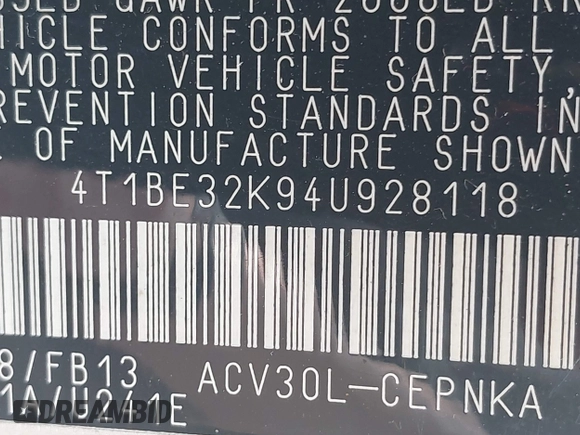 HICLE CONFORMS TO ALL
MOTOR VEHICLE SAFETY,
REVENTION STANDARDS IN
OF MANUFACTURE SHOWN
4T1BE32K94U928118
8/FB13 ACV30L-CEPNKA
DREAMBID